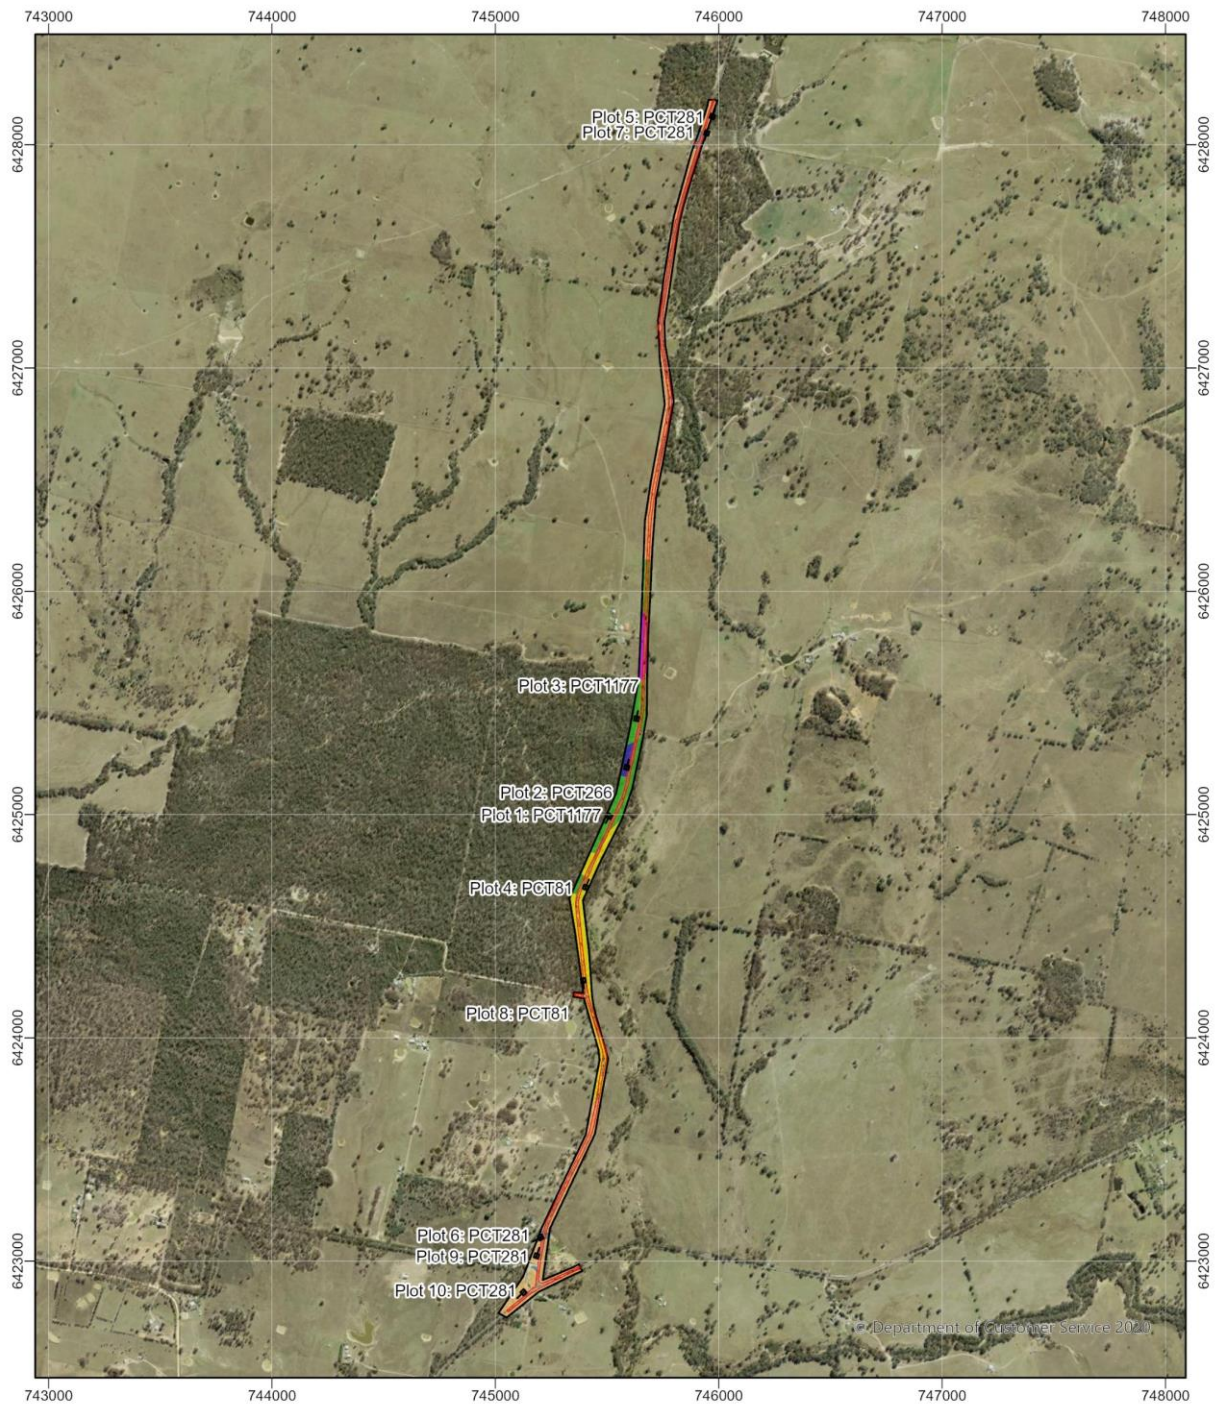 743000 744000 745000 746000 747000 748000
Plot 5: PCT281
Plot 7: PCT281
6428000 6428000
6427000 6427000
6426000 6426000
Plot 3: PCT1177
Plot 2: PCT266
Plot 1: PCT1177
6425000 6425000
Plot 4: PCT81
Plot 8: PCT81
6424000 6424000
Plot 6: PCT281
Plot 9: PCT281
6423000 6423000
Plot 10: PCT281
© Department of Customer Service 2020
743000 744000 745000 746000 747000 748000